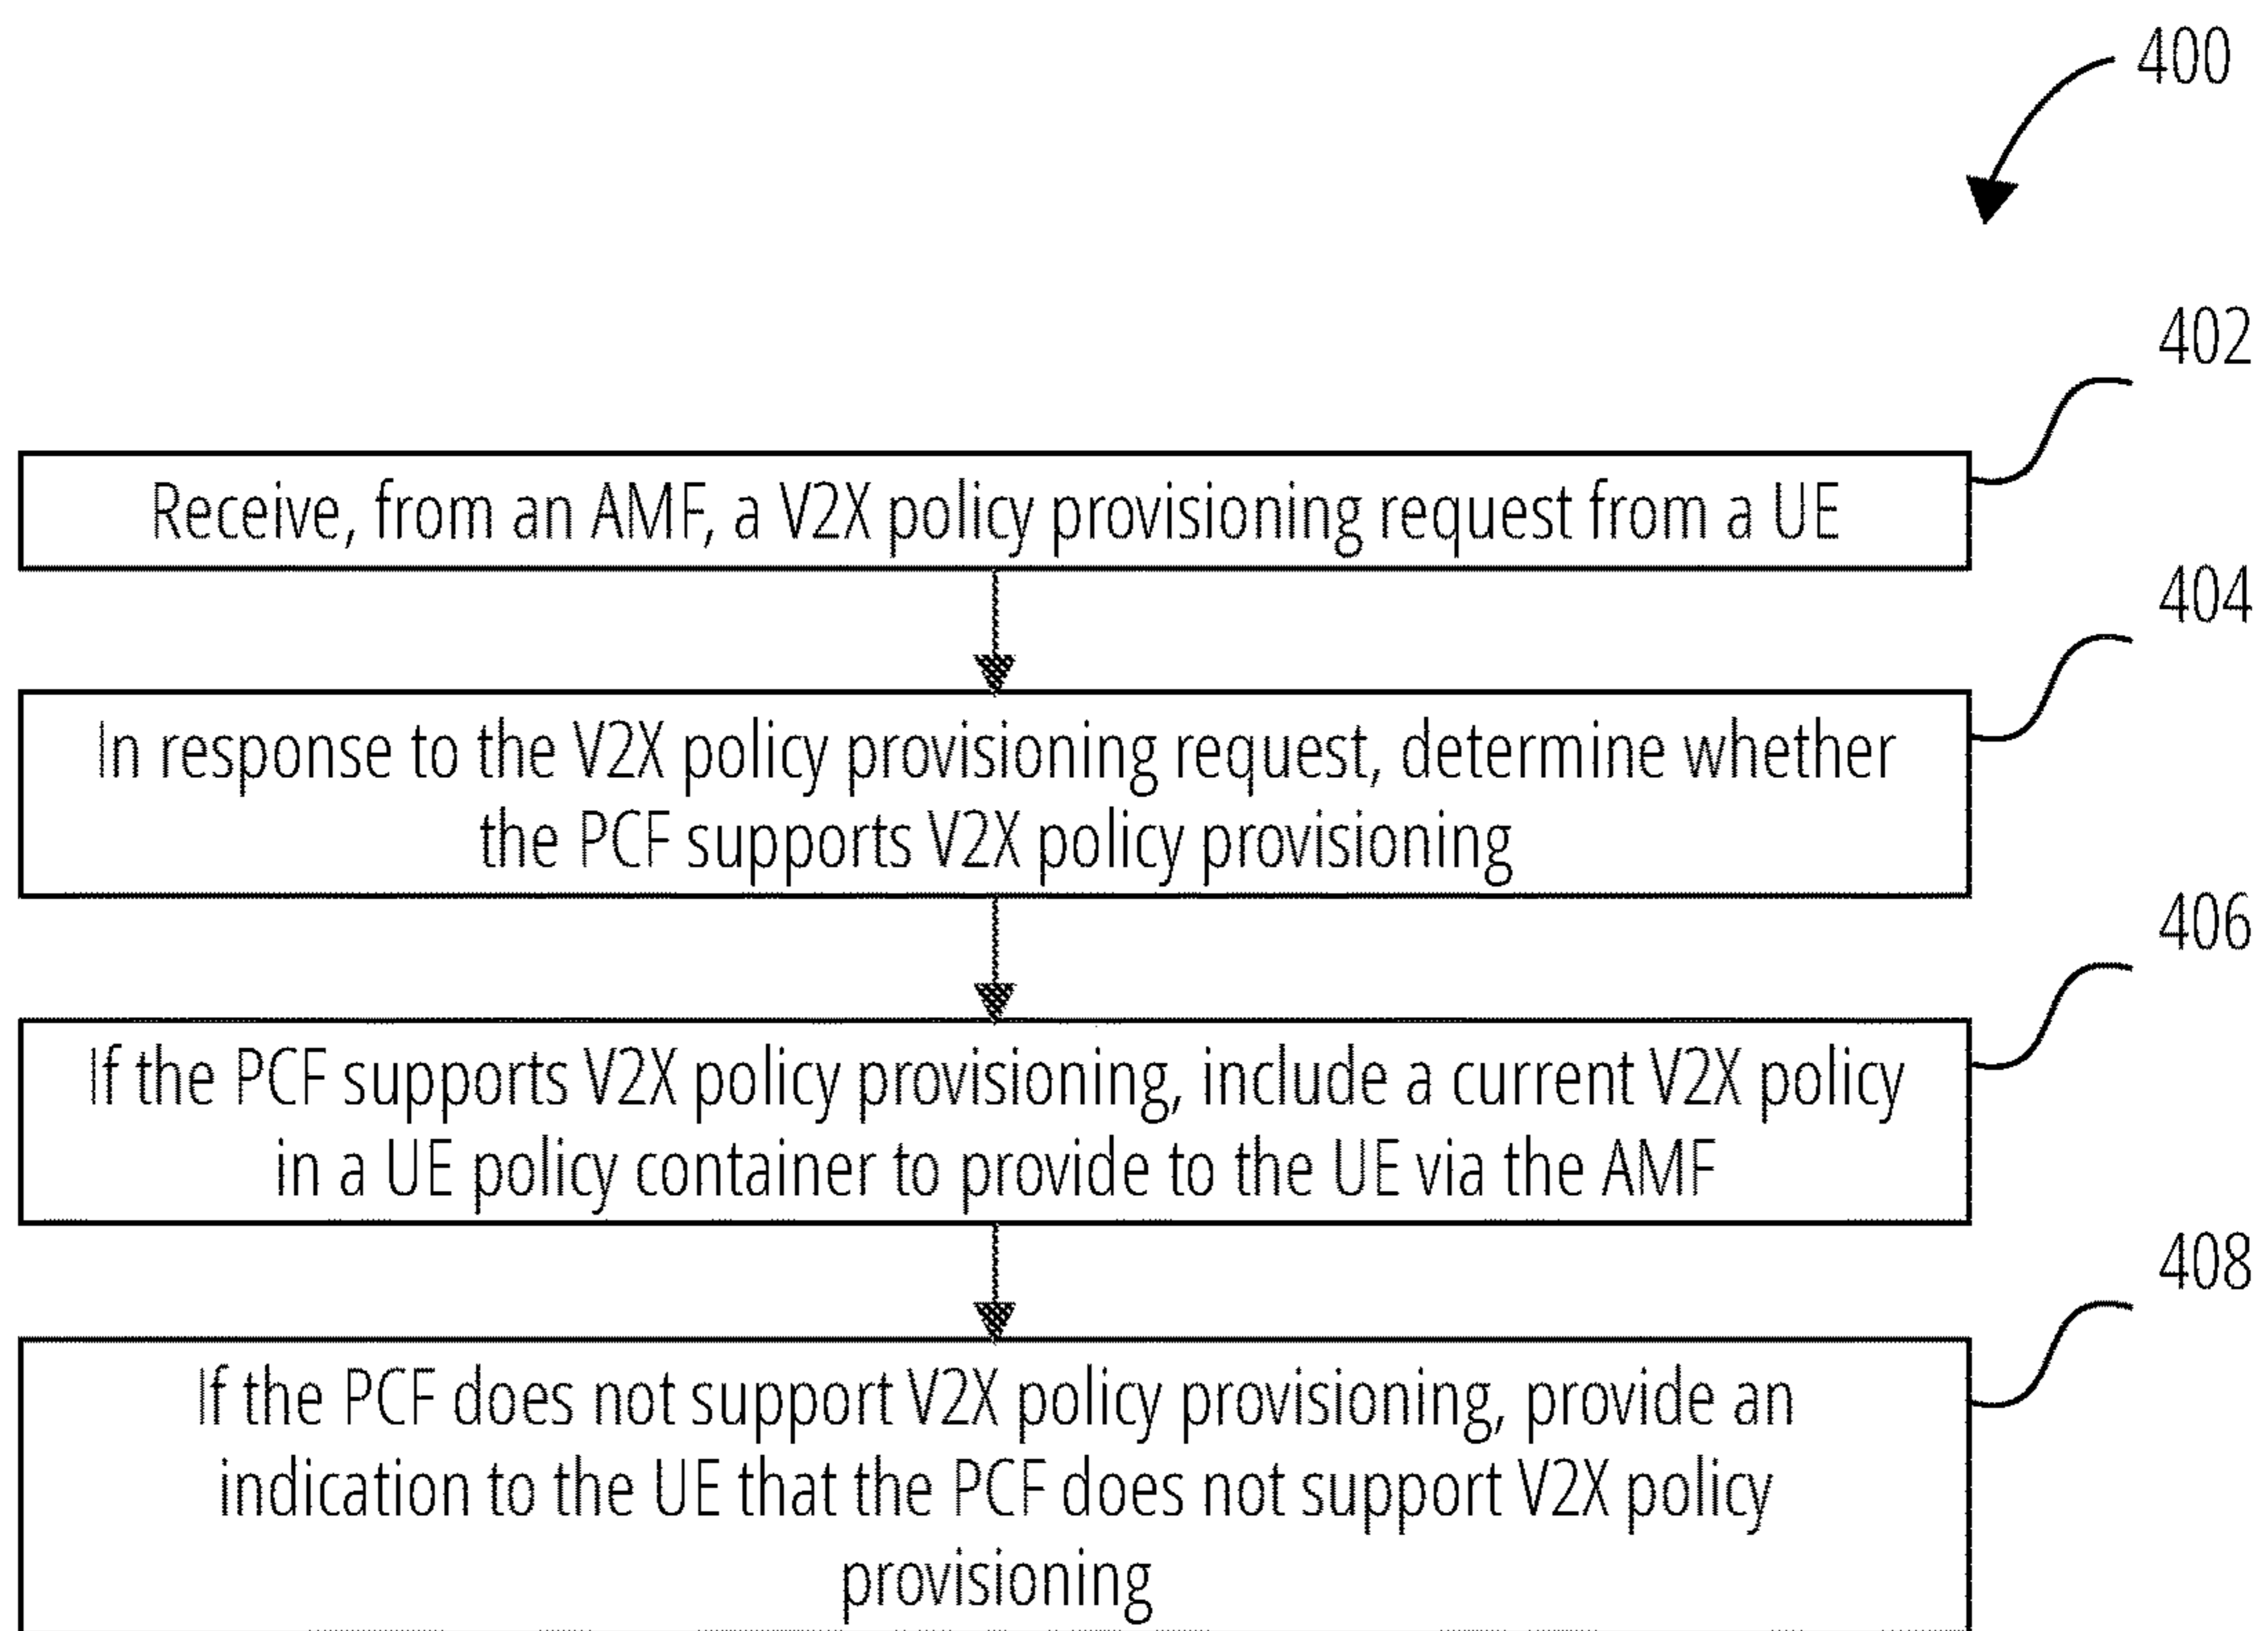 400
402
Receive, from an AMF, a V2X policy provisioning request from a UE
404
In response to the V2X policy provisioning request, determine whether
the PCF supports V2X policy provisioning
406
If the PCF supports V2X policy provisioning, include a current V2X policy
in a UE policy container to provide to the UE via the AMF
408
If the PCF does not support V2X policy provisioning, provide an
indication to the UE that the PCF does not support V2X policy
provisioning